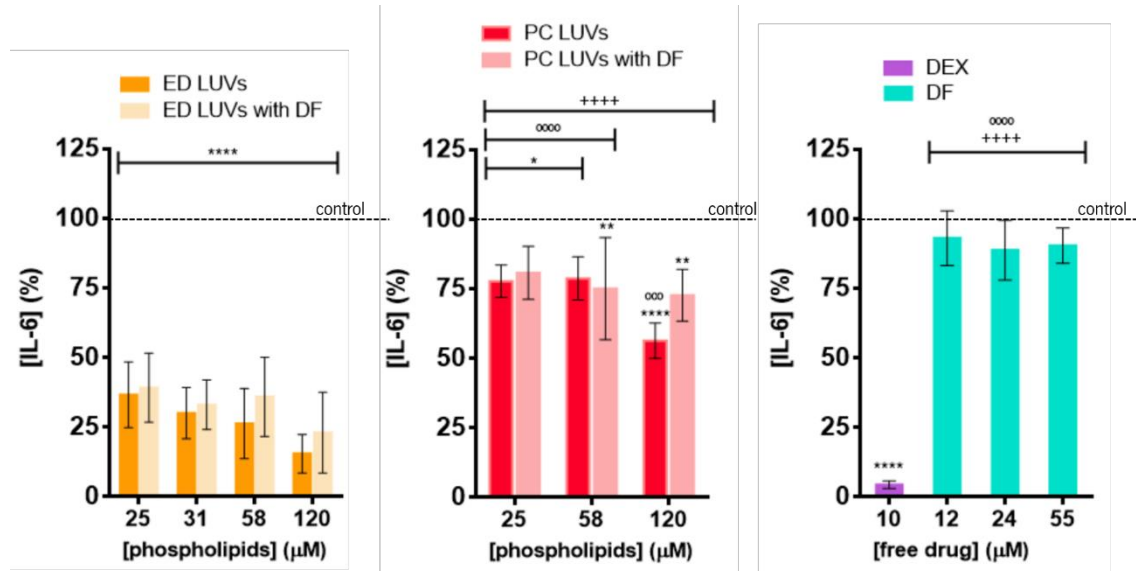 ED LUVs
ED LUVs with DF
****
125
100
75
50
25
0
control
[IL-6] (%)
25 31 58 120
[phospholipids] (μM)
PC LUVs
PC LUVs with DF
++++
oooo
*
125
100
75
50
25
0
control
**
**
ooo
****
[IL-6] (%)
25 58 120
[phospholipids] (μM)
DEX
DF
oooo
++++
125
100
75
50
25
0
control
****
[IL-6] (%)
10 12 24 55
[free drug] (μM)